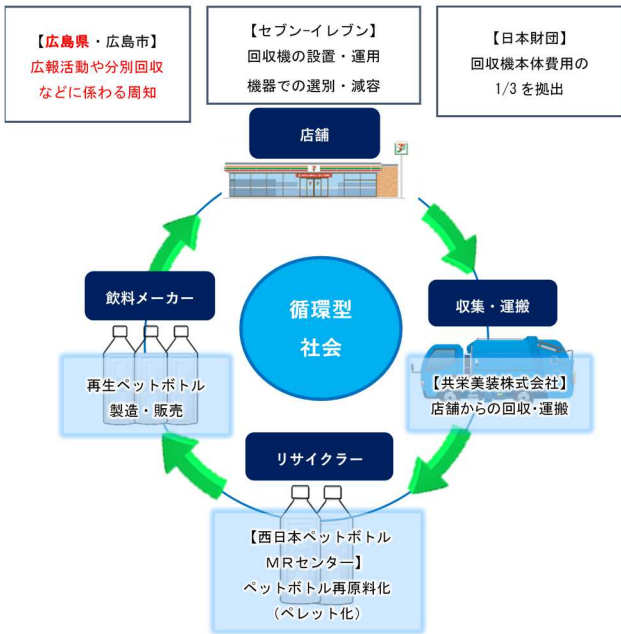 【広島県・広島市】
広報活動や分別回収
などに係わる周知
【セブン-イレブン】
回収機の設置・運用
機器での選別・減容
【日本財団】
回収機本体費用の
1/3を拠出
店舗
7
7
収集・運搬
【共栄美装株式会社】
店舗からの回収・運搬
リサイクラー
【西日本ペットボトル
MRセンター】
ペットボトル再原料化
(ペレット化)
飲料メーカー
再生ペットボトル
製造・販売
循環型
社会